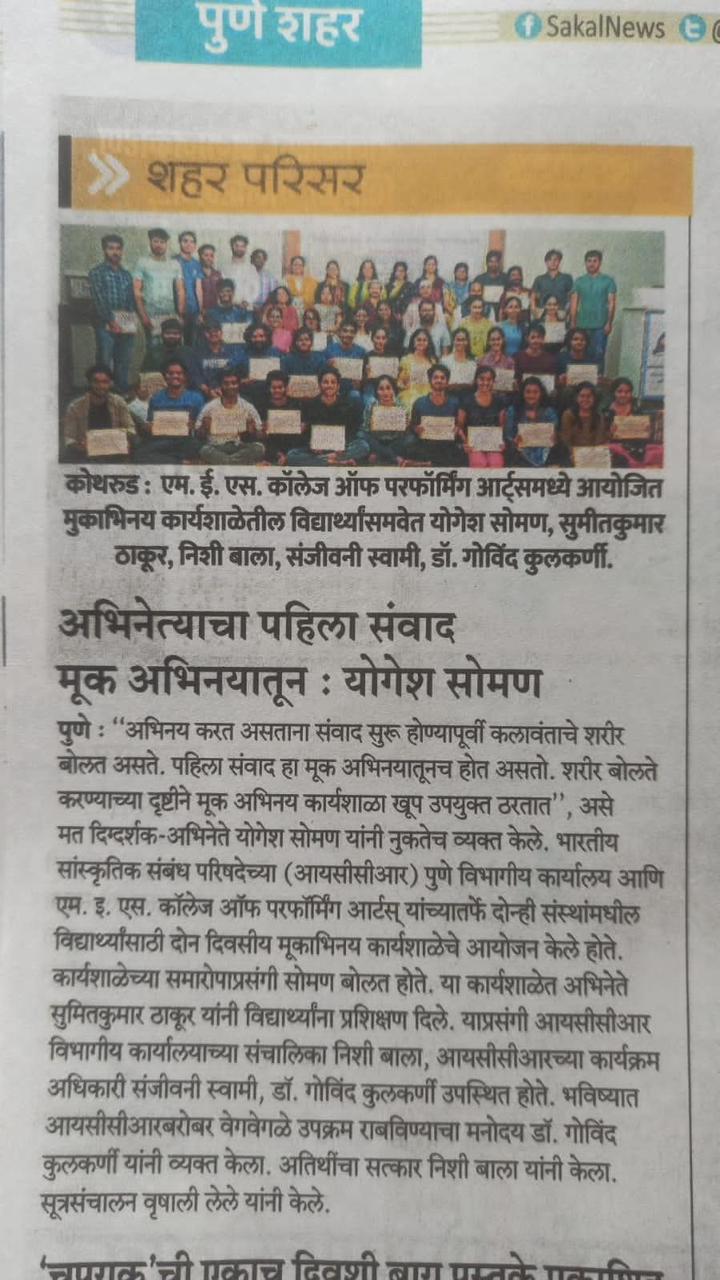 पुणे शहर
SakalNews
शहर परिसर
कोथरुड : एम. ई. एस. कॉलेज ऑफ परफॉर्मिंग आर्ट्समध्ये आयोजित
मुकाभिनय कार्यशाळेतील विद्यार्थ्यांसमवेत योगेश सोमण, सुमीतकुमार
ठाकूर, निशी बाला, संजीवनी स्वामी, डॉ. गोविंद कुलकर्णी.
अभिनेत्याचा पहिला संवाद
मूक अभिनयातून : योगेश सोमण
पुणे : ‘‘अभिनय करत असताना संवाद सुरू होण्यापूर्वी कलावंताचे शरीर
बोलत असते. पहिला संवाद हा मूक अभिनयातूनच होत असतो. शरीर बोलते
करण्याच्या दृष्टीने मूक अभिनय कार्यशाळा खूप उपयुक्त ठरतात’’, असे
मत दिग्दर्शक-अभिनेते योगेश सोमण यांनी नुकतेच व्यक्त केले. भारतीय
सांस्कृतिक संबंध परिषदेच्या (आयसीसीआर) पुणे विभागीय कार्यालय आणि
एम. इ. एस. कॉलेज ऑफ परफॉर्मिंग आर्टस् यांच्यातर्फे दोन्ही संस्थांमधील
विद्यार्थ्यांसाठी दोन दिवसीय मूकाभिनय कार्यशाळेचे आयोजन केले होते.
कार्यशाळेच्या समारोपाप्रसंगी सोमण बोलत होते. या कार्यशाळेत अभिनेते
सुमितकुमार ठाकूर यांनी विद्यार्थ्यांना प्रशिक्षण दिले. याप्रसंगी आयसीसीआर
विभागीय कार्यालयाच्या संचालिका निशी बाला, आयसीसीआरच्या कार्यक्रम
अधिकारी संजीवनी स्वामी, डॉ. गोविंद कुलकर्णी उपस्थित होते. भविष्यात
आयसीसीआरबरोबर वेगवेगळे उपक्रम राबविण्याचा मनोदय डॉ. गोविंद
कुलकर्णी यांनी व्यक्त केला. अतिथींचा सत्कार निशी बाला यांनी केला.
सूत्रसंचालन वृषाली लेले यांनी केले.
‘चपराक’ची एकाच दिवशी बारा पुस्तके